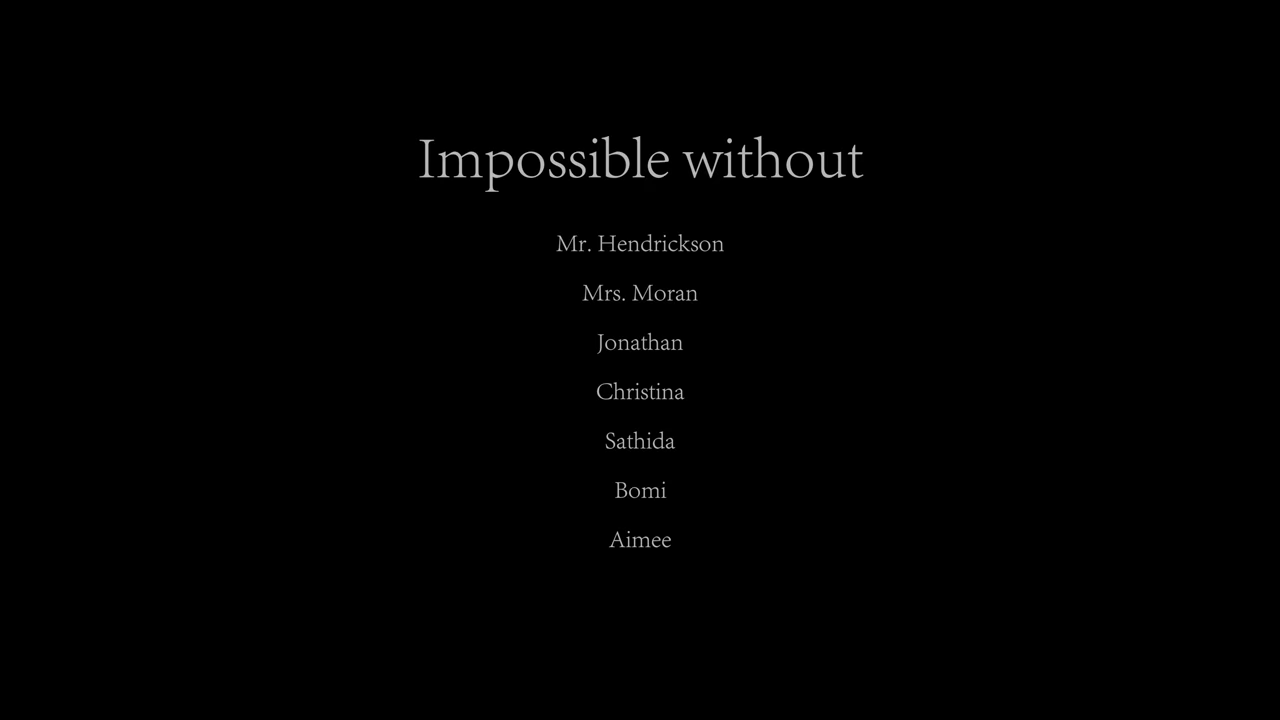 Impossible without
Mr. Hendrickson
Mrs. Moran
Jonathan
Christina
Sathida
Bomi
Aimee